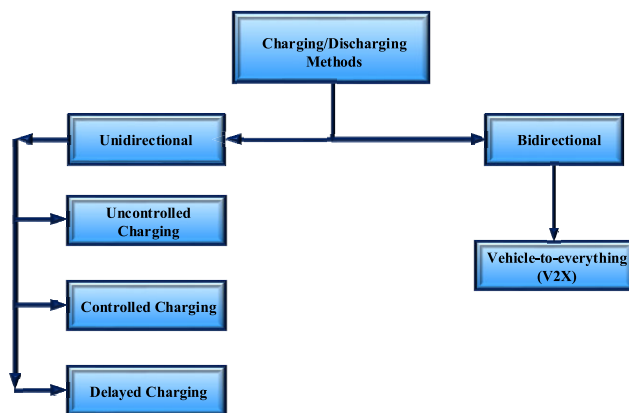 Charging/Discharging
Methods
Unidirectional
Bidirectional
Uncontrolled
Charging
Vehicle-to-everything
(V2X)
Controlled Charging
Delayed Charging